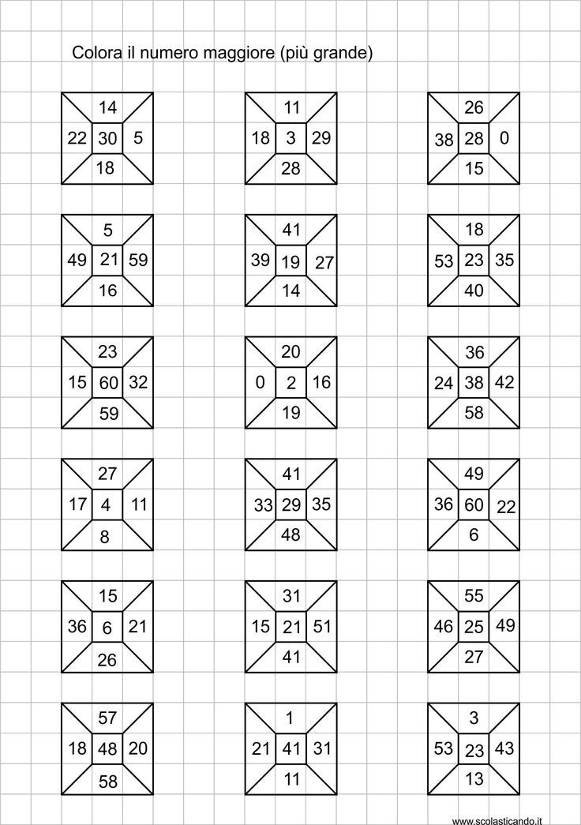 Colora il numero maggiore (più grande)
14 11 26
22 30 5 18 3 29 38 28 0
18 28 15
5 41 18
49 21 59 39 19 27 53 23 35
16 14 40
23 20 36
15 60 32 0 2 16 24 38 42
59 19 58
27 41 49
17 4 11 33 29 35 36 60 22
8 48 6
15 31 55
36 6 21 15 21 51 46 25 49
26 41 27
57 1 3
18 48 20 21 41 31 53 23 43
58 11 13
www.scolasticando.it